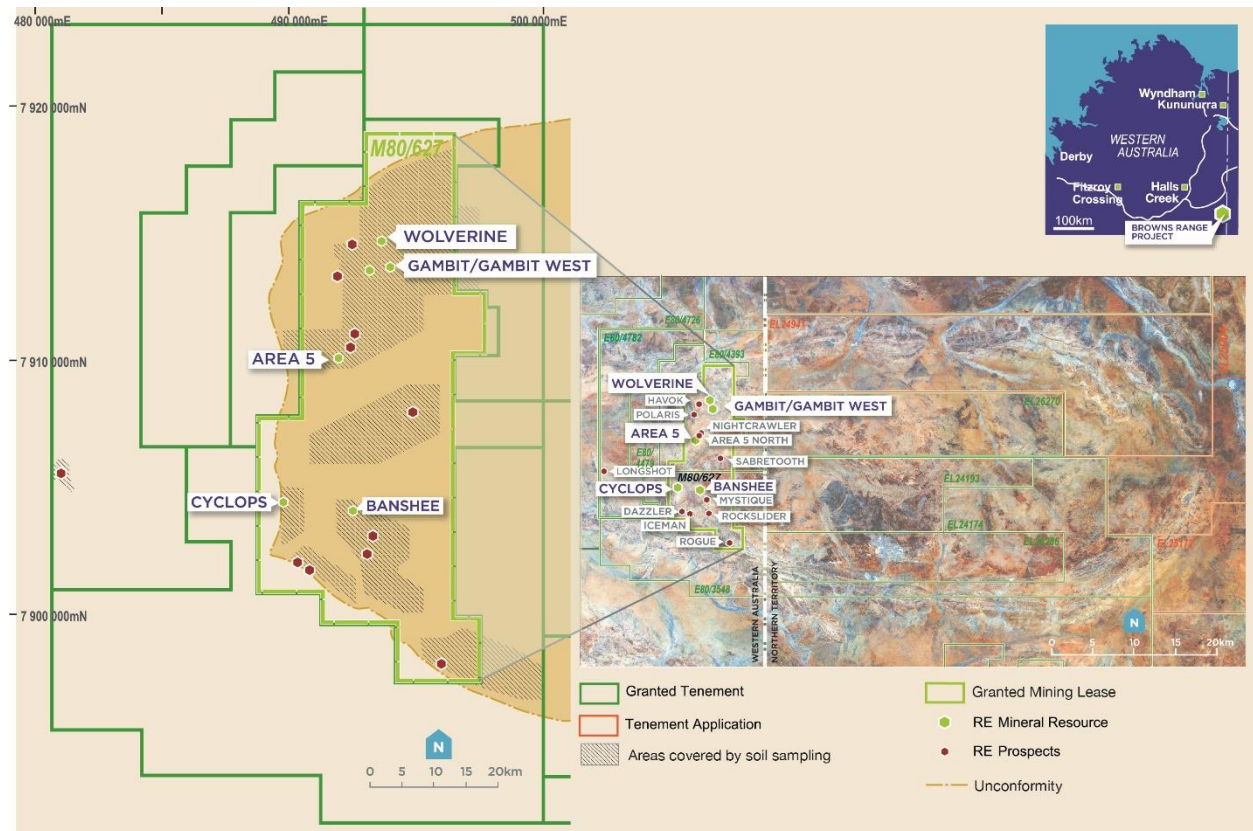 480 000mE
490 000mE
500 000mE
7 920 000mN
7 910 000mN
7 900 000mN
M80/627
WOLVERINE
GAMBIT/GAMBIT WEST
AREA 5
CYCLOPS
BANSHEE
N
0 5 10 15 20km
Wyndham
Kununurra
WESTERN
AUSTRALIA
Derby
Fitzroy
Crossing
Halls
Creek
100km
BROWNS RANGE
PROJECT
E80/4726
E80/4393
EL24941
WOLVERINE
HAVOK
POLARIS
GAMBIT/GAMBIT WEST
EL26270
NIGHTCRAWLER
AREA 5
AREA 5 NORTH
E80/
4479
SABRETOOTH
LONGSHOT
M80/627
EL24193
CYCLOPS
BANSHEE
MYSTIQUE
DAZZLER
ROCKSLIDER
EL24174
ICEMAN
ROGUE
E80/3548
WESTERN AUSTRALIA
NORTHERN TERRITORY
N
0 5 10 15 20km
Granted Tenement
Tenement Application
Areas covered by soil sampling
Granted Mining Lease
RE Mineral Resource
RE Prospects
Unconformity